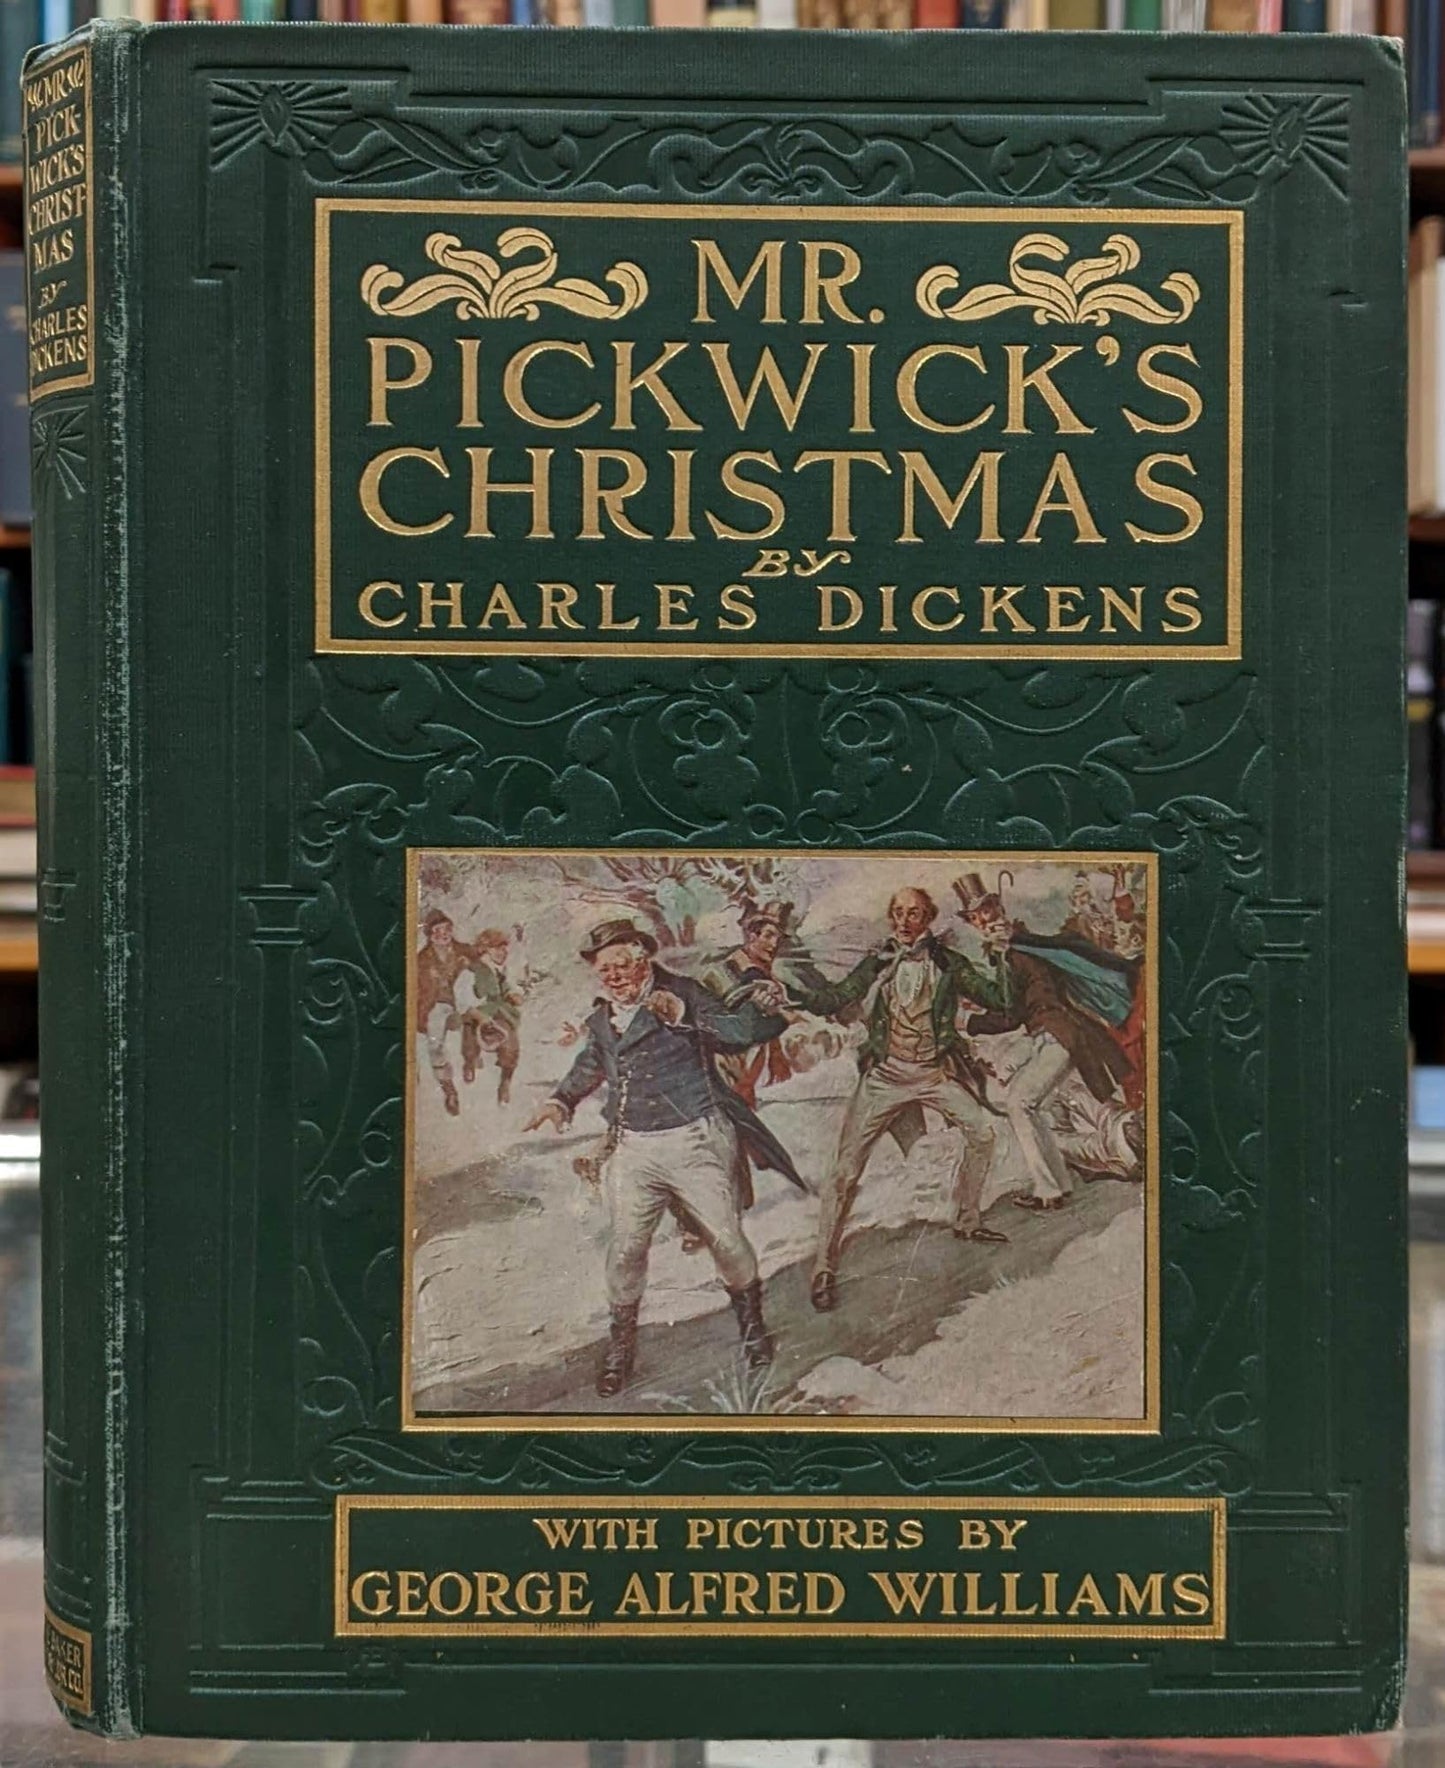 MR.
PICK-
WICK'S
CHRIST-
MAS
BY
CHARLES
DICKENS
MR.
PICKWICK'S
CHRISTMAS
BY
CHARLES DICKENS
WITH PICTURES BY
GEORGE ALFRED WILLIAMS
BAKER